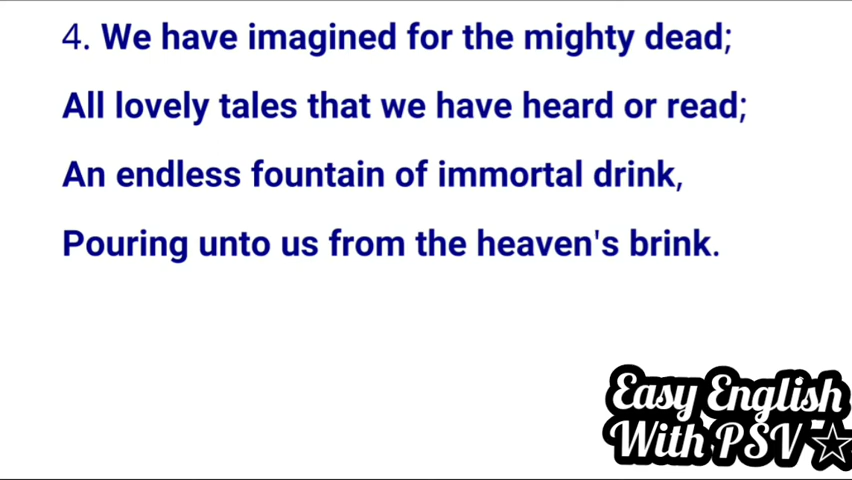 4. We have imagined for the mighty dead;
All lovely tales that we have heard or read;
An endless fountain of immortal drink,
Pouring unto us from the heaven's brink.
Easy English
With PSV